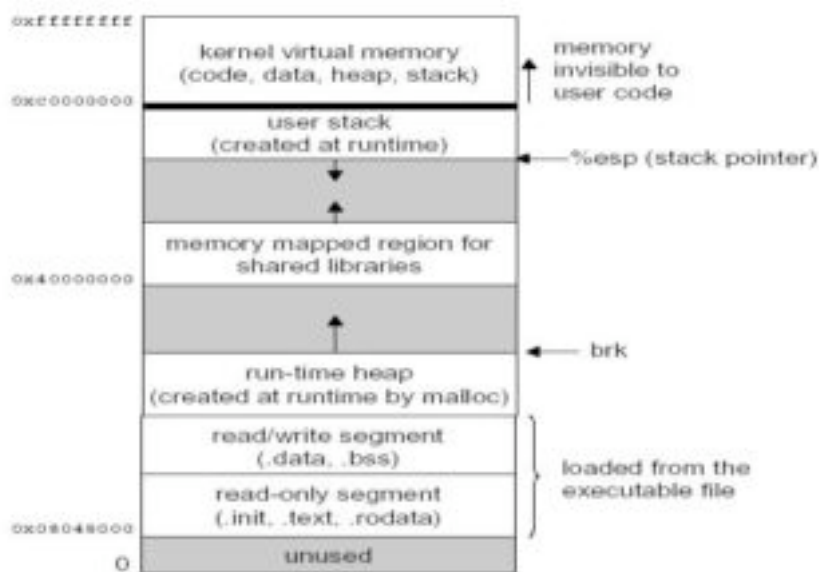 0xffffffff
kernel virtual memory
(code, data, heap, stack)
memory
invisible to
user code
0xc0000000
user stack
(created at runtime)
%esp (stack pointer)
memory mapped region for
shared libraries
0x40000000
brk
run-time heap
(created at runtime by malloc)
read/write segment
(.data, .bss)
loaded from the
executable file
read-only segment
(.init, .text, .rodata)
0x08048000
unused
0